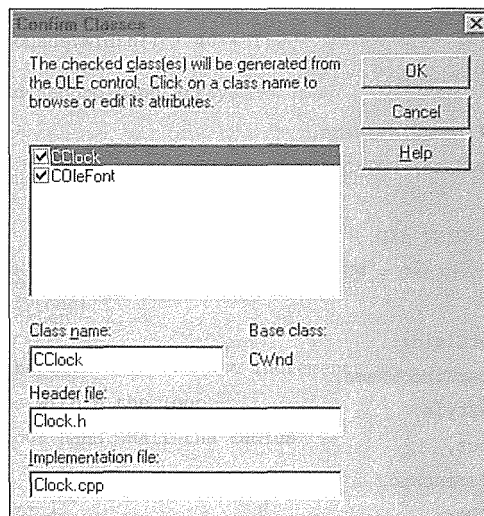 Confirm Classes
The checked class(es) will be generated from
the OLE control. Click on a class name to
browse or edit its attributes.
OK
Cancel
Help
CClock
COleFont
Class name:
Base class:
CClock
CWnd
Header file:
Clock.h
Implementation file:
Clock.cpp